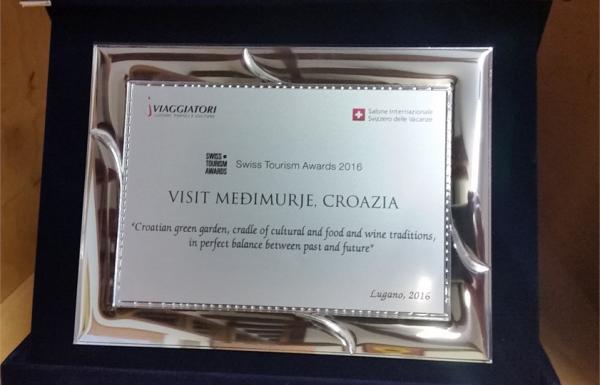 iVIAGGIATORI
Salone Internazionale
Svizzero delle Vacanze
SWISS
TOURISM
AWARDS
Swiss Tourism Awards 2016
VISIT MEĐIMURJE, CROAZIA
"Croatian green garden, cradle of cultural and food and wine traditions,
in perfect balance between past and future"
Lugano, 2016